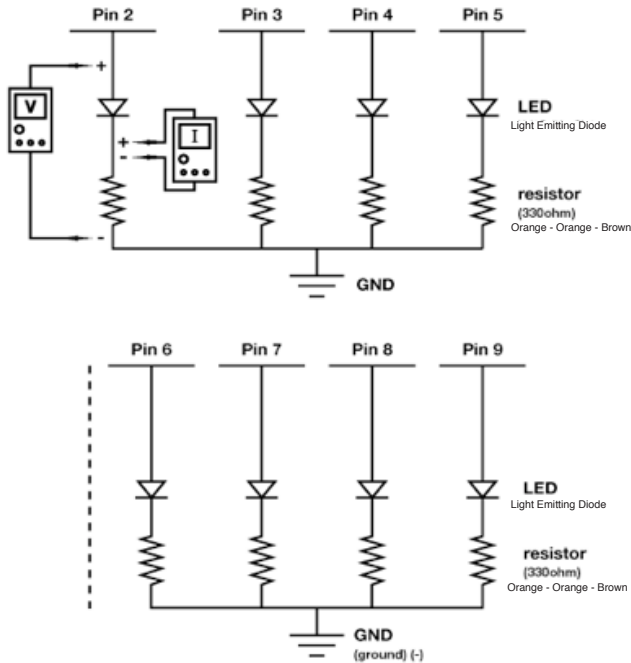 Pin 2 Pin 3 Pin 4 Pin 5
+
V
LED
Light Emitting Diode
+ I
-
resistor
(330ohm)
Orange - Orange - Brown
-
GND
Pin 6 Pin 7 Pin 8 Pin 9
LED
Light Emitting Diode
resistor
(330ohm)
Orange - Orange - Brown
GND
(ground) (-)